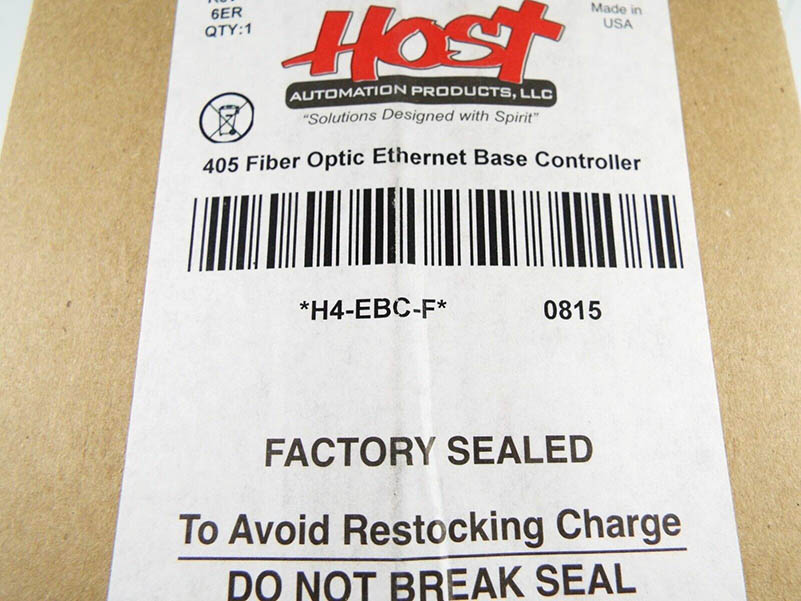 6ER
QTY:1
Made in
USA
Host
AUTOMATION PRODUCTS, LLC
"Solutions Designed with Spirit"
405 Fiber Optic Ethernet Base Controller
*H4-EBC-F* 0815
FACTORY SEALED
To Avoid Restocking Charge
DO NOT BREAK SEAL